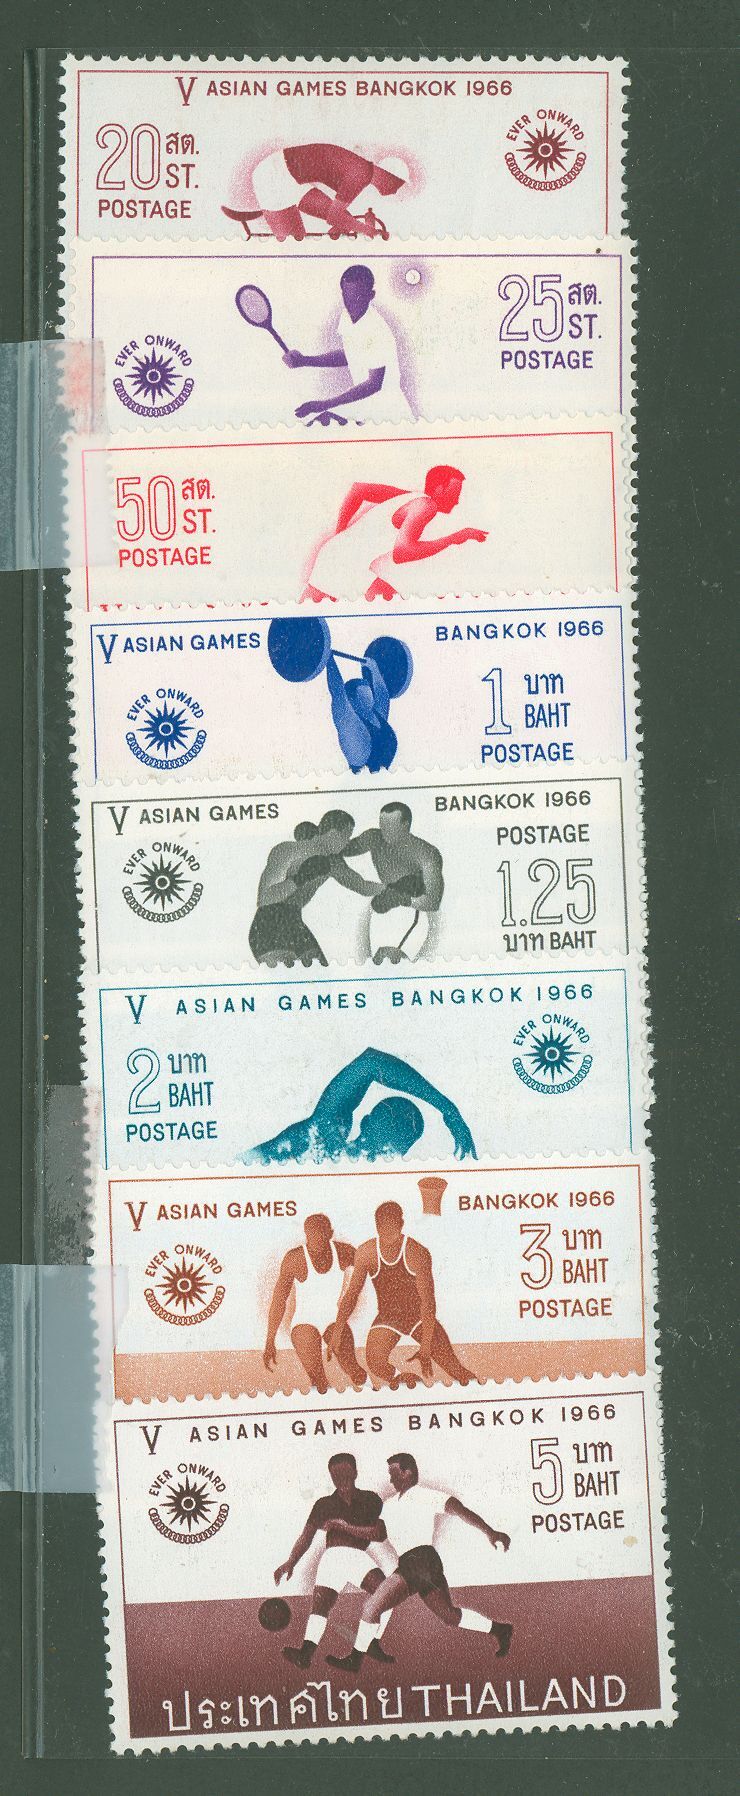 V ASIAN GAMES BANGKOK 1966
20 สต.
ST.
POSTAGE
EVER ONWARD
25 สต.
ST.
POSTAGE
EVER ONWARD
50 สต.
ST.
POSTAGE
V ASIAN GAMES BANGKOK 1966
EVER ONWARD
1 บาท
BAHT
POSTAGE
V ASIAN GAMES BANGKOK 1966
EVER ONWARD
POSTAGE
1.25
บาท BAHT
V ASIAN GAMES BANGKOK 1966
2 บาท
BAHT
POSTAGE
EVER ONWARD
V ASIAN GAMES BANGKOK 1966
EVER ONWARD
3 บาท
BAHT
POSTAGE
V ASIAN GAMES BANGKOK 1966
EVER ONWARD
5 บาท
BAHT
POSTAGE
ประเทศไทย THAILAND